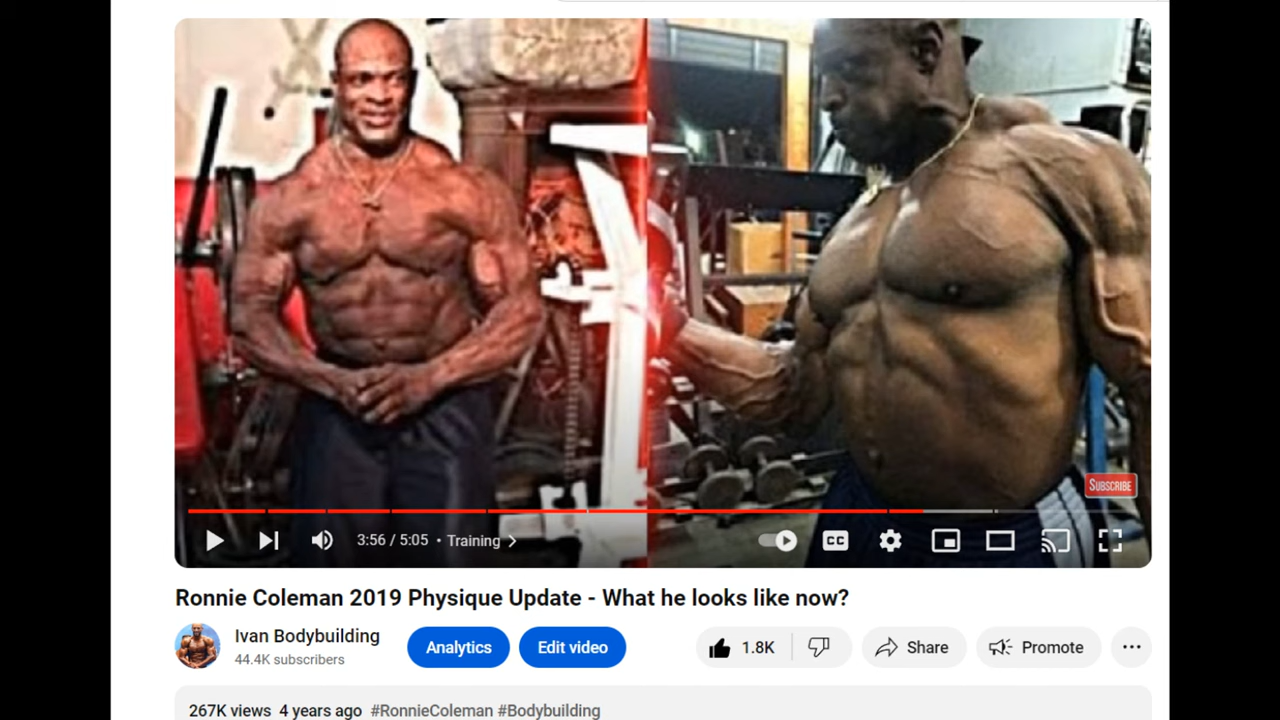 SUBSCRIBE
3:56 / 5:05 • Training >
CC
Ronnie Coleman 2019 Physique Update - What he looks like now?
Ivan Bodybuilding
44.4K subscribers
Analytics
Edit video
1.8K
Share
Promote
267K views 4 years ago #RonnieColeman #Bodybuilding